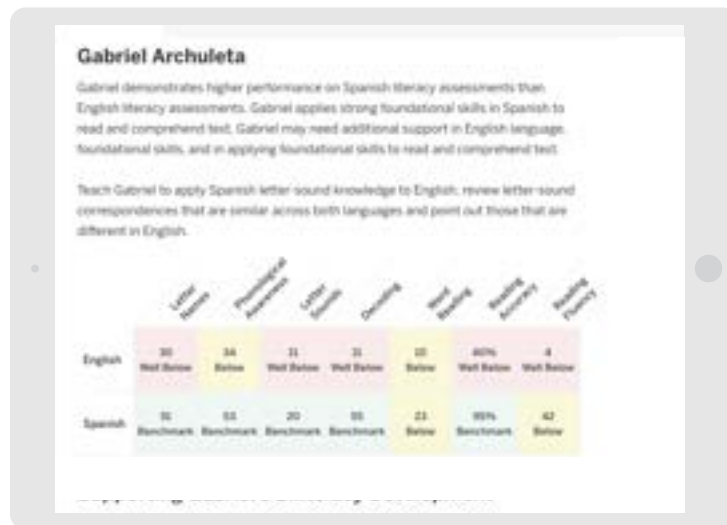 Gabriel Archuleta
Gabriel demonstrates higher performance on Spanish literacy assessments than
English literacy assessments. Gabriel applies strong foundational skills in Spanish to
read and comprehend text. Gabriel may need additional support in English language,
foundational skills, and in applying foundational skills to read and comprehend text.
Teach Gabriel to apply Spanish letter-sound knowledge to English; review letter-sound
correspondences that are similar across both languages and point out those that are
different in English.
Letter Names
Phonological Awareness
Letter Sounds
Decoding
Word Reading
Reading Accuracy
Reading Fluency
English
Well Below Below Well Below Well Below Below Well Below Well Below
Spanish
Benchmark Benchmark Benchmark Benchmark Below Benchmark Below